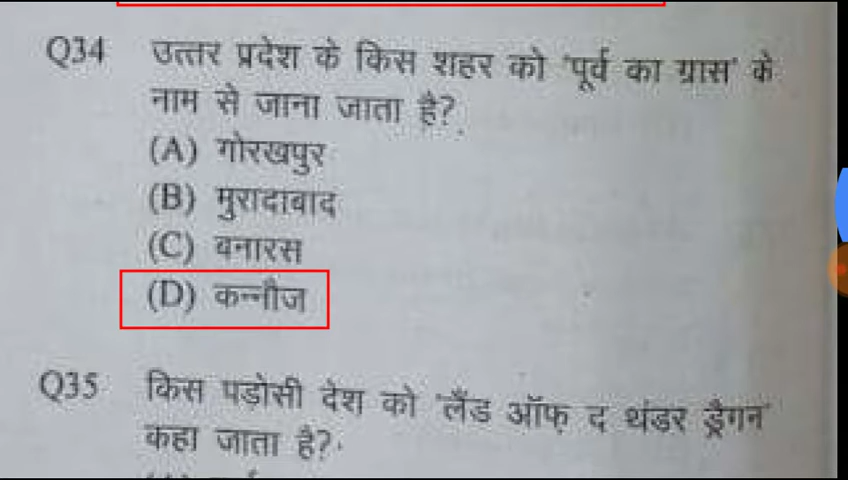 Q34 उत्तर प्रदेश के किस शहर को 'पूर्व का ग्रास' के
नाम से जाना जाता है?
(A) गोरखपुर
(B) मुरादाबाद
(C) बनारस
(D) कन्नौज
Q35 किस पड़ोसी देश को 'लैंड ऑफ़ द थंडर ड्रैगन'
कहा जाता है?